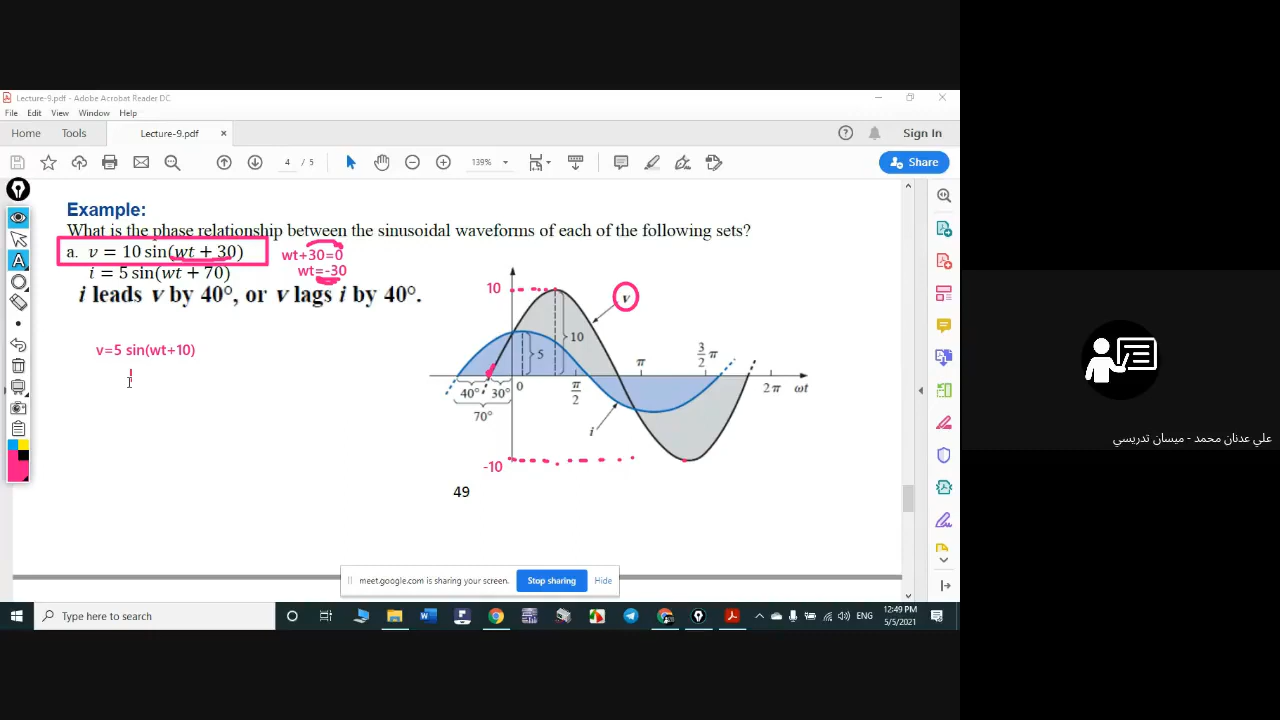 Lecture-9.pdf - Adobe Acrobat Reader DC
File Edit View Window Help
Home Tools Lecture-9.pdf × Sign In
4 / 5 139% Share
Example:
What is the phase relationship between the sinusoidal waveforms of each of the following sets?
a. v = 10 sin(wt + 30)
i = 5 sin(wt + 70)
wt+30=0
wt=-30
i leads v by 40°, or v lags i by 40°.
v=5 sin(wt+10)
10
v
10
5
π
3/2 π
40° 30° 0
π/2
2π ωt
70°
i
-10
49
علي عدنان محمد - ميسان تدريسي
meet.google.com is sharing your screen. Stop sharing Hide
Type here to search
ENG
12:49 PM
5/5/2021